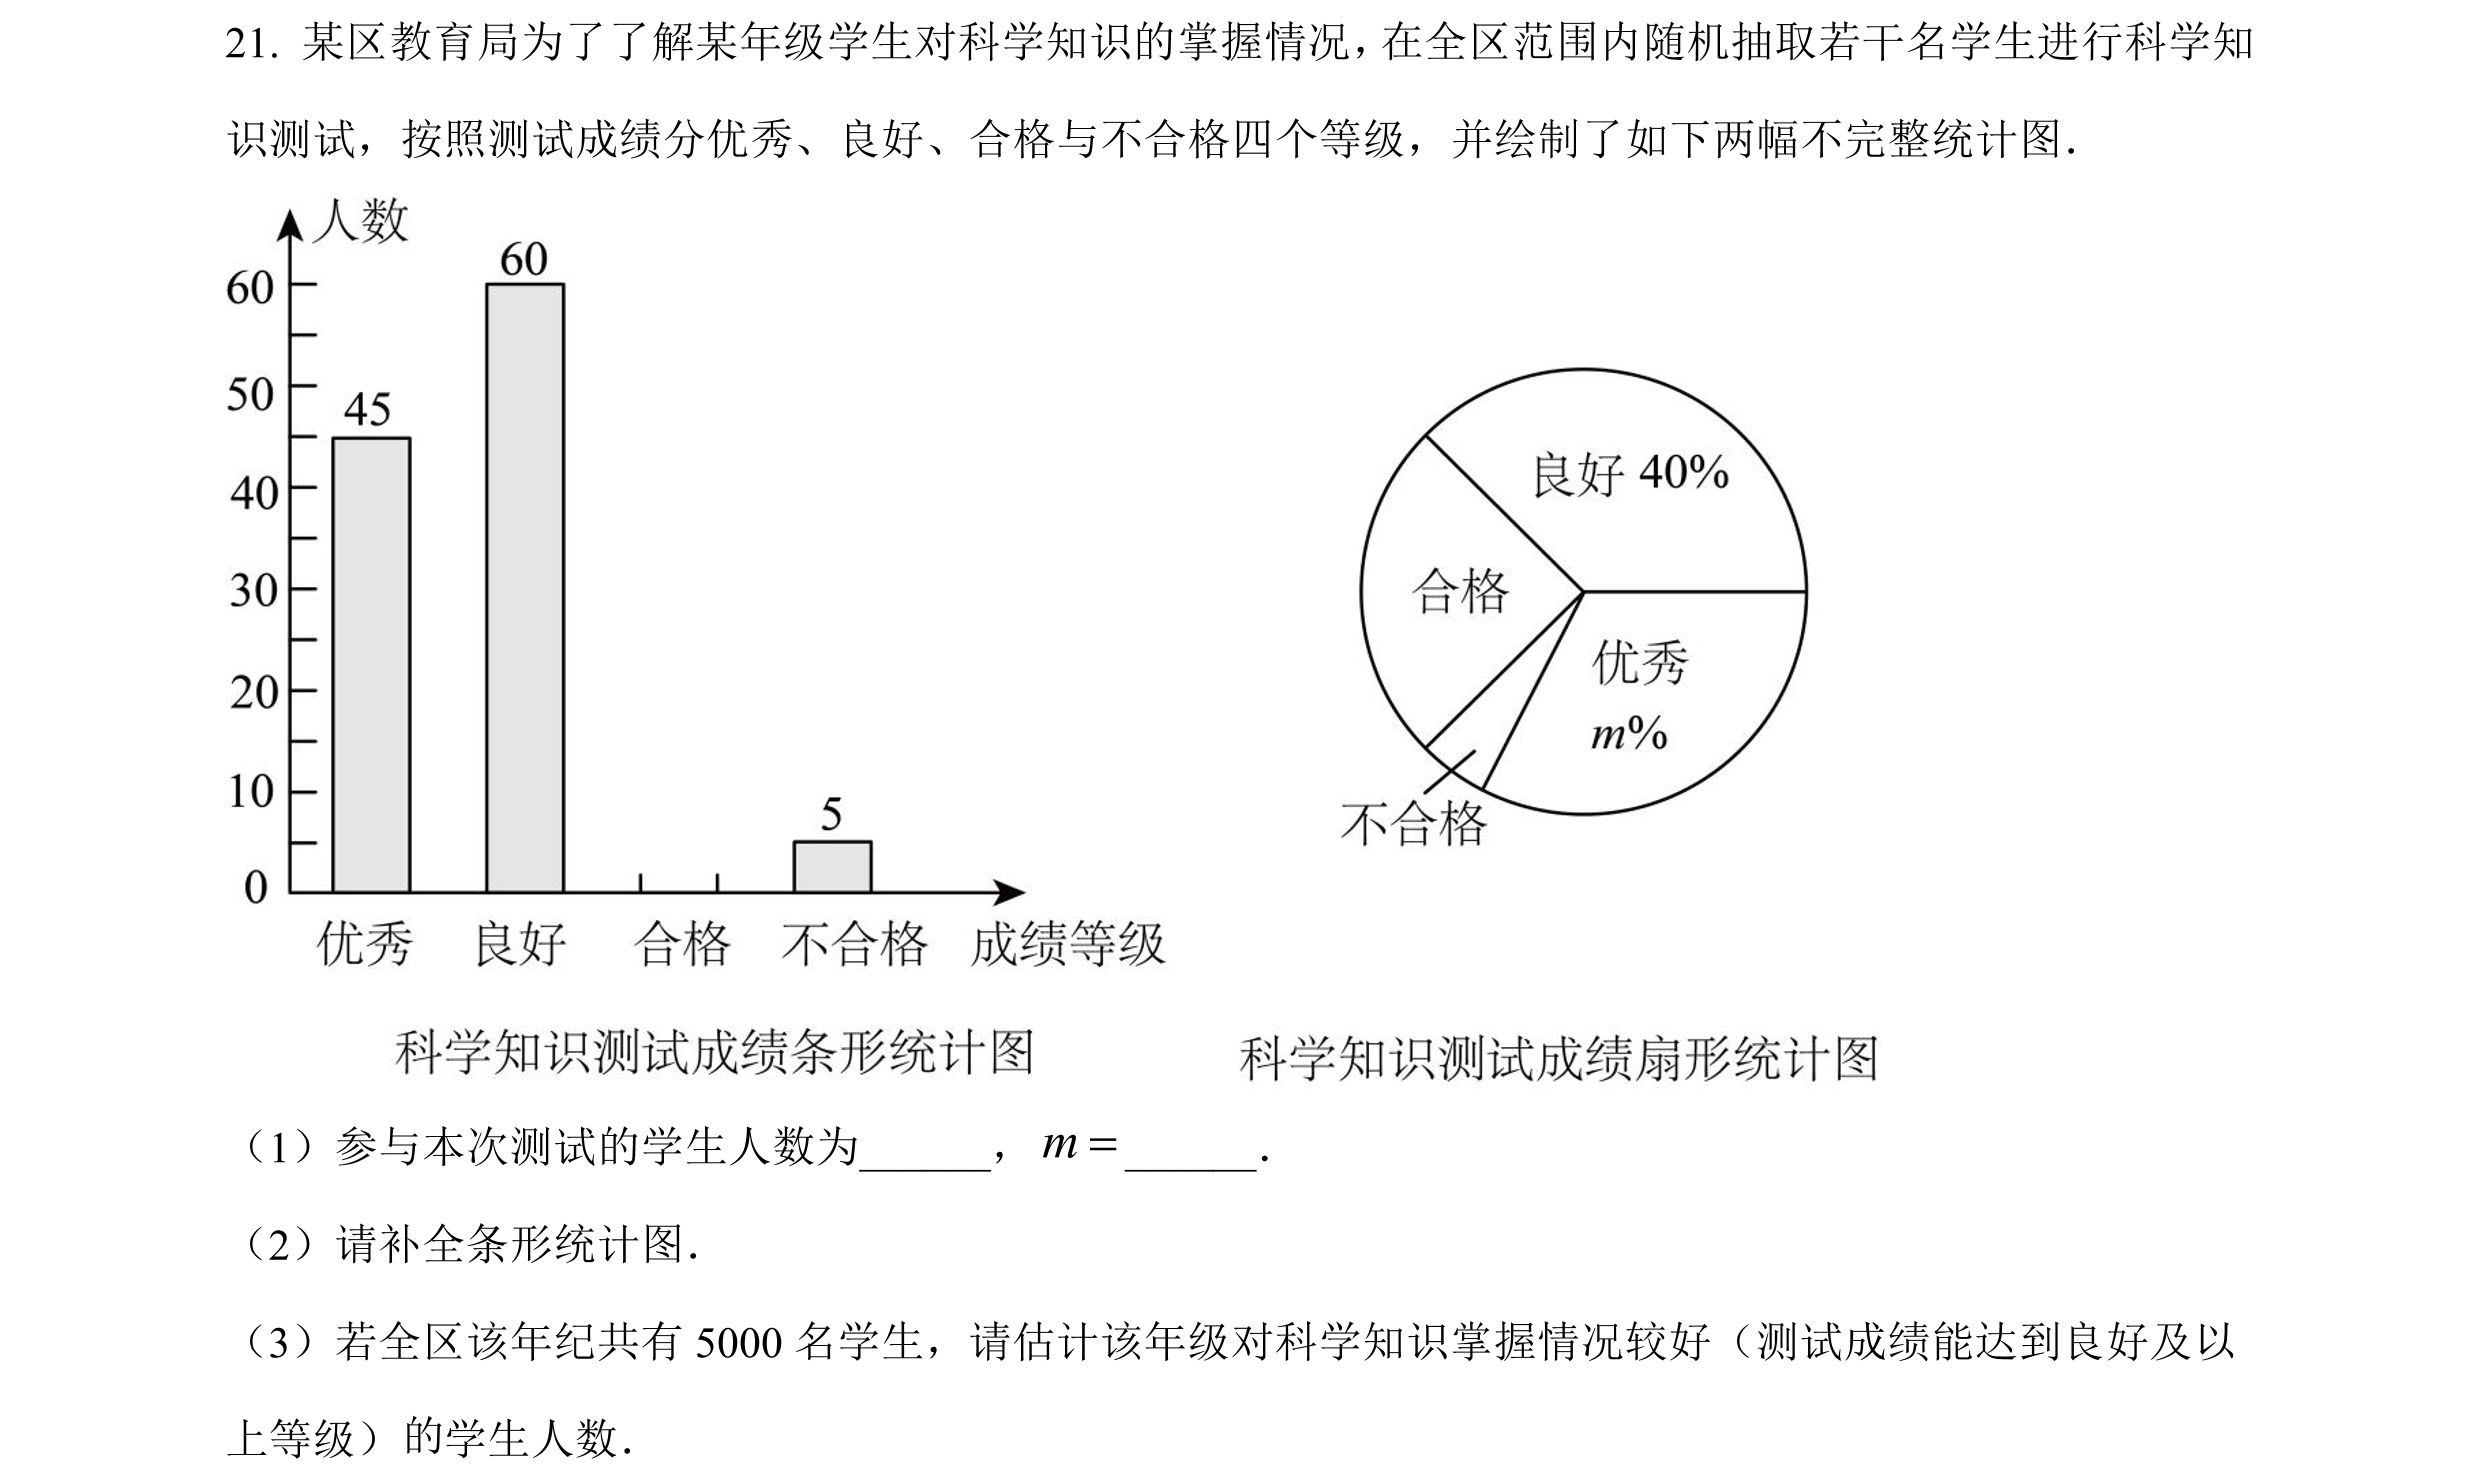 21. 某区教育局为了了解某年级学生对科学知识的掌握情况，在全区范围内随机抽取若干名学生进行科学知
识测试，按照测试成绩分优秀、良好、合格与不合格四个等级，并绘制了如下两幅不完整统计图．
人数
60
50
40
30
20
10
0
45
60
5
优秀 良好 合格 不合格 成绩等级
科学知识测试成绩条形统计图
良好 40%
合格
优秀
m%
不合格
科学知识测试成绩扇形统计图
（1）参与本次测试的学生人数为______，m＝______．
（2）请补全条形统计图．
（3）若全区该年纪共有 5000 名学生，请估计该年级对科学知识掌握情况较好（测试成绩能达到良好及以
上等级）的学生人数．